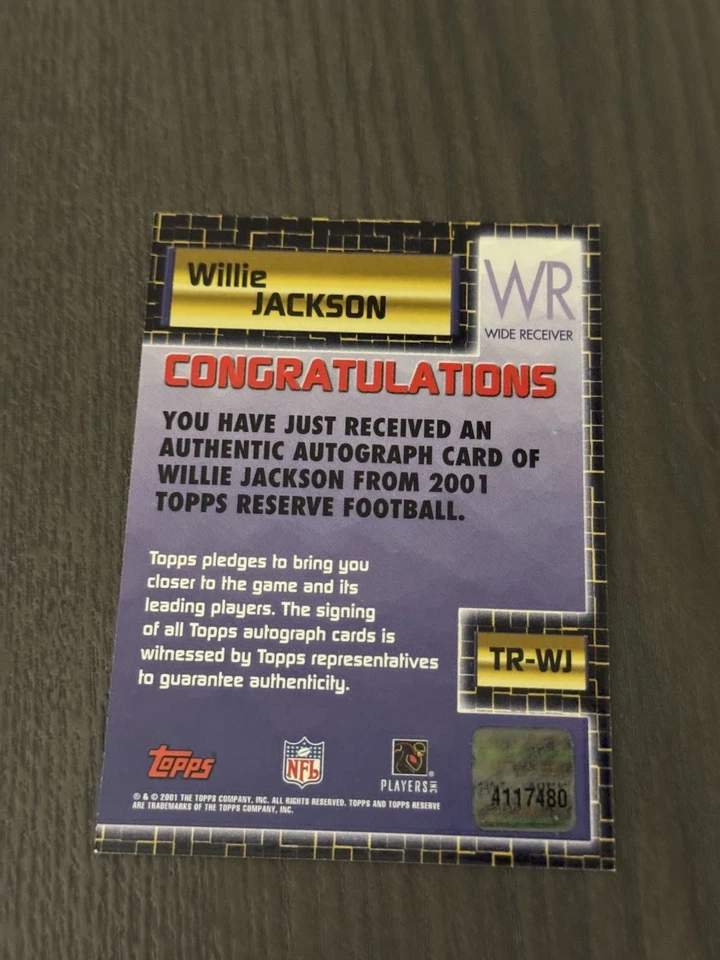 Willie
JACKSON
WR
WIDE RECEIVER
CONGRATULATIONS
YOU HAVE JUST RECEIVED AN
AUTHENTIC AUTOGRAPH CARD OF
WILLIE JACKSON FROM 2001
TOPPS RESERVE FOOTBALL.
Topps pledges to bring you
closer to the game and its
leading players. The signing
of all Topps autograph cards is
witnessed by Topps representatives
to guarantee authenticity.
TR-WJ
topps
NFL
PLAYERS INC
4117480
® & © 2001 THE TOPPS COMPANY, INC. ALL RIGHTS RESERVED. TOPPS AND TOPPS RESERVE
ARE TRADEMARKS OF THE TOPPS COMPANY, INC.